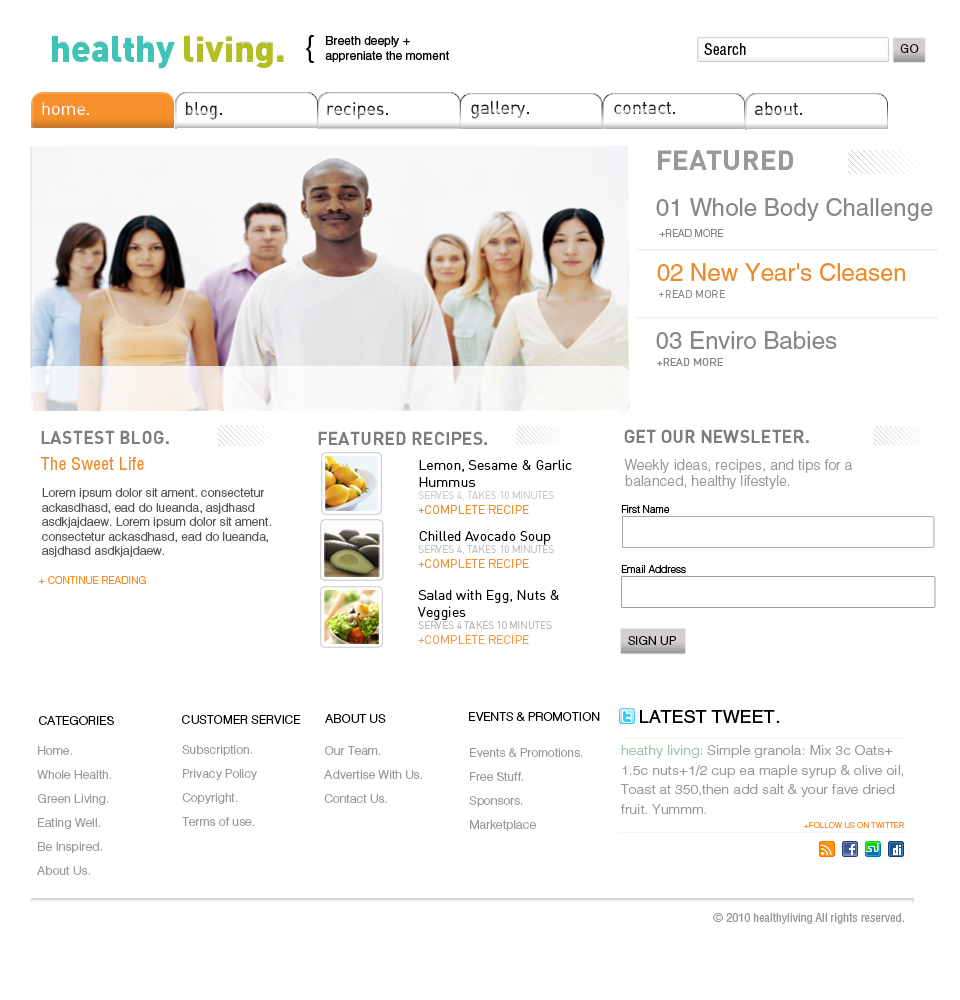 healthy living.
{ Breeth deeply +
appreniate the moment
Search
GO
home.
blog.
recipes.
gallery.
contact.
about.
FEATURED
01 Whole Body Challenge
+READ MORE
02 New Year's Cleasen
+READ MORE
03 Enviro Babies
+READ MORE
LASTEST BLOG.
The Sweet Life
Lorem ipsum dolor sit ament. consectetur
ackasdhasd, ead do lueanda, asjdhasd
asdkjajdaew. Lorem ipsum dolor sit ament.
consectetur ackasdhasd, ead do lueanda,
asjdhasd asdkjajdaew.
+ CONTINUE READING
FEATURED RECIPES.
Lemon, Sesame & Garlic
Hummus
SERVES 4, TAKES 10 MINUTES
+COMPLETE RECIPE
Chilled Avocado Soup
SERVES 4, TAKES 10 MINUTES
+COMPLETE RECIPE
Salad with Egg, Nuts &
Veggies
SERVES 4 TAKES 10 MINUTES
+COMPLETE RECIPE
GET OUR NEWSLETER.
Weekly ideas, recipes, and tips for a
balanced, healthy lifestyle.
First Name
Email Address
SIGN UP
CATEGORIES
Home.
Whole Health.
Green Living.
Eating Well.
Be Inspired.
About Us.
CUSTOMER SERVICE
Subscription.
Privacy Policy
Copyright.
Terms of use.
ABOUT US
Our Team.
Advertise With Us.
Contact Us.
EVENTS & PROMOTION
Events & Promotions.
Free Stuff.
Sponsors.
Marketplace
LATEST TWEET.
heathy living: Simple granola: Mix 3c Oats+
1.5c nuts+1/2 cup ea maple syrup & olive oil,
Toast at 350,then add salt & your fave dried
fruit. Yummm.
+FOLLOW US ON TWITTER
© 2010 healthyliving All rights reserved.